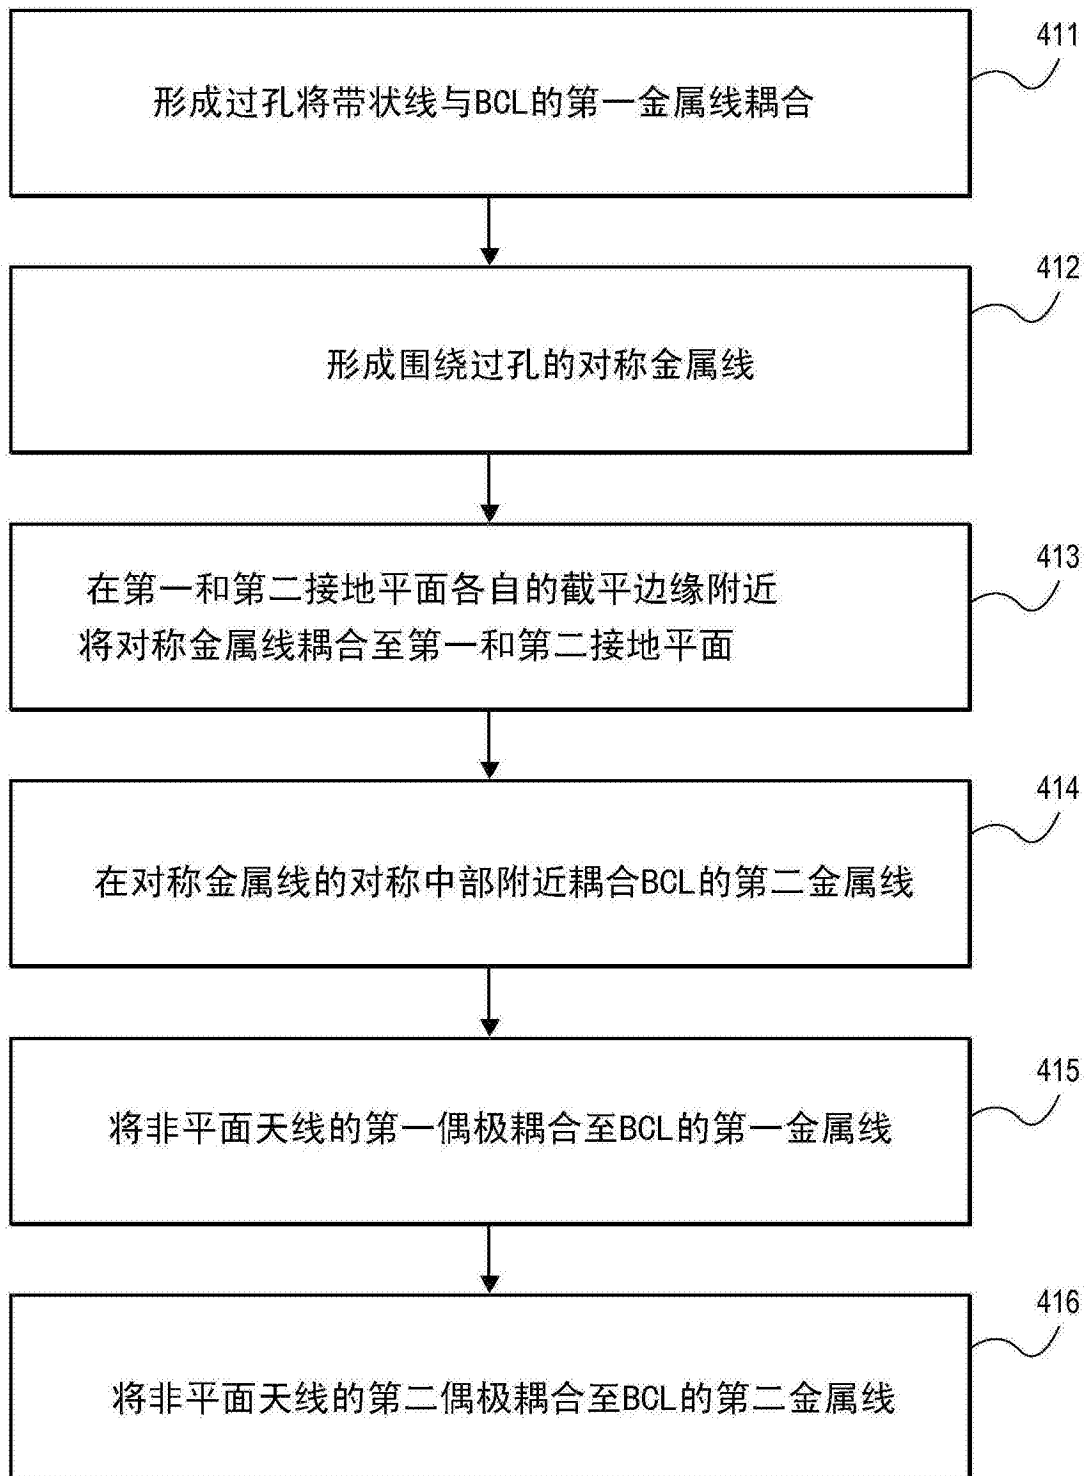 411
形成过孔将带状线与BCL的第一金属线耦合
412
形成围绕过孔的对称金属线
413
在第一和第二接地平面各自的截平边缘附近
将对称金属线耦合至第一和第二接地平面
414
在对称金属线的对称中部附近耦合BCL的第二金属线
415
将非平面天线的第一偶极耦合至BCL的第一金属线
416
将非平面天线的第二偶极耦合至BCL的第二金属线